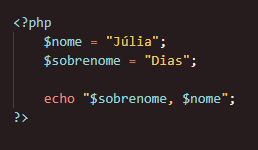 <?php
$nome = "Júlia";
$sobrenome = "Dias";
echo "$sobrenome, $nome";
?>